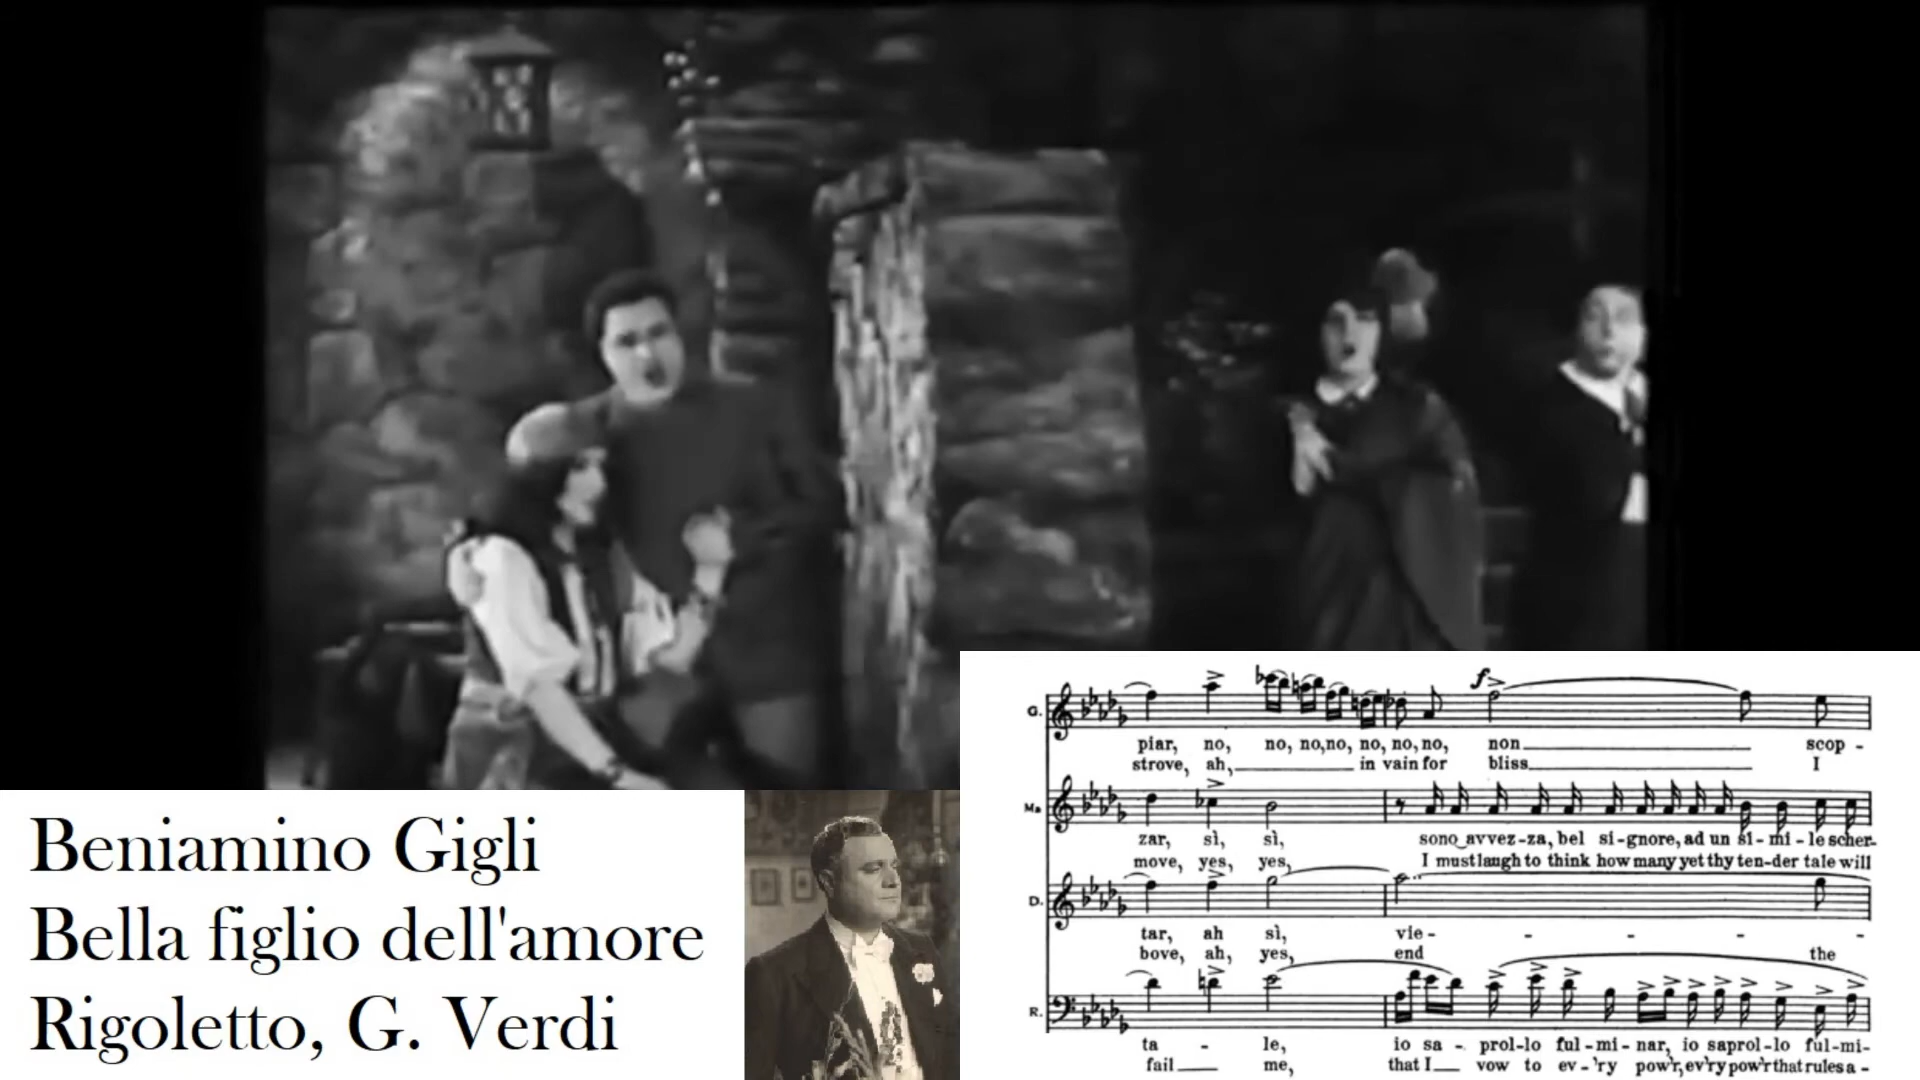 Beniamino Gigli
Bella figlio dell'amore
Rigoletto, G. Verdi
f
G.
piar, no, no, no, no, no, no, no, non scop -
strove, ah, in vain for bliss I
Ma
zar, sì, sì, sono avvez-za, bel si-gnore, ad un si-mi-le scher-
move, yes, yes, I must laugh to think how many yet thy ten-der tale will
D.
tar, ah sì, vie - - - - -
bove, ah, yes, end the
R.
ta - le, io sa - prol-lo ful-mi-nar, io saprol-lo ful-mi-
fail me, that I vow to ev-'ry pow'r, ev'ry pow'r that rules a-